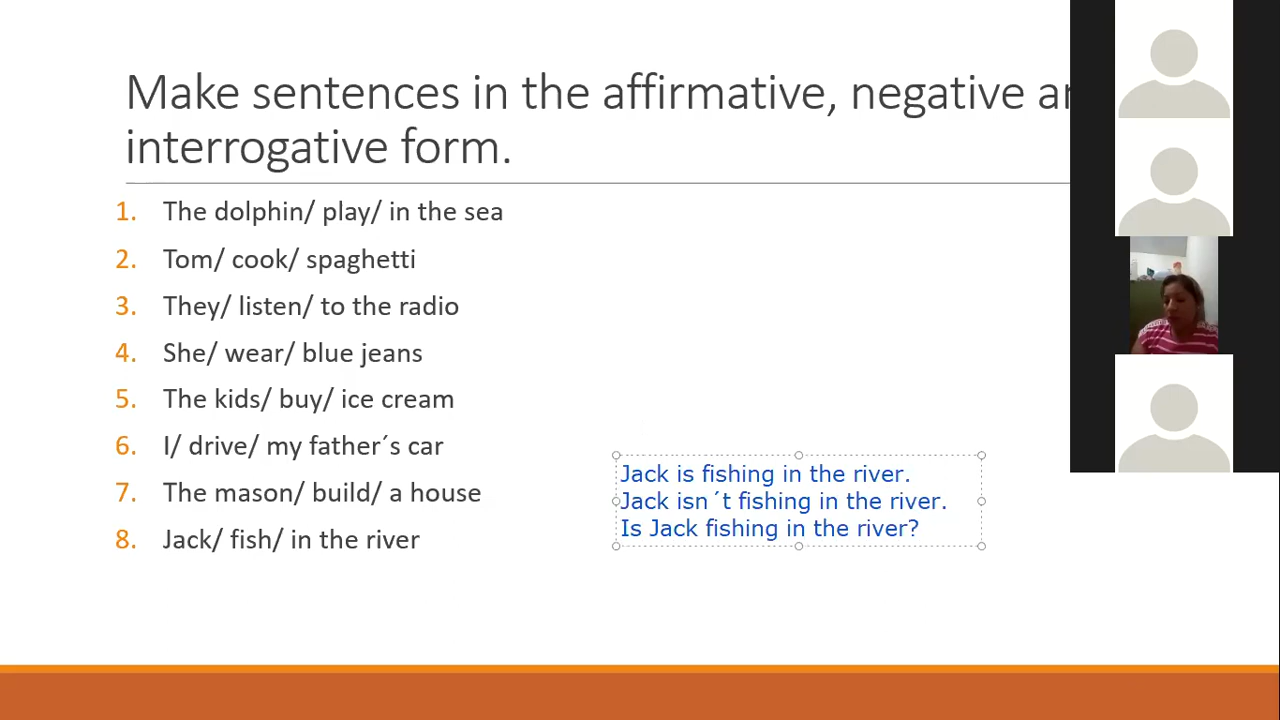 Make sentences in the affirmative, negative
interrogative form.
1. The dolphin/ play/ in the sea
2. Tom/ cook/ spaghetti
3. They/ listen/ to the radio
4. She/ wear/ blue jeans
5. The kids/ buy/ ice cream
6. I/ drive/ my father´s car
7. The mason/ build/ a house
8. Jack/ fish/ in the river
Jack is fishing in the river.
Jack isn´t fishing in the river.
Is Jack fishing in the river?